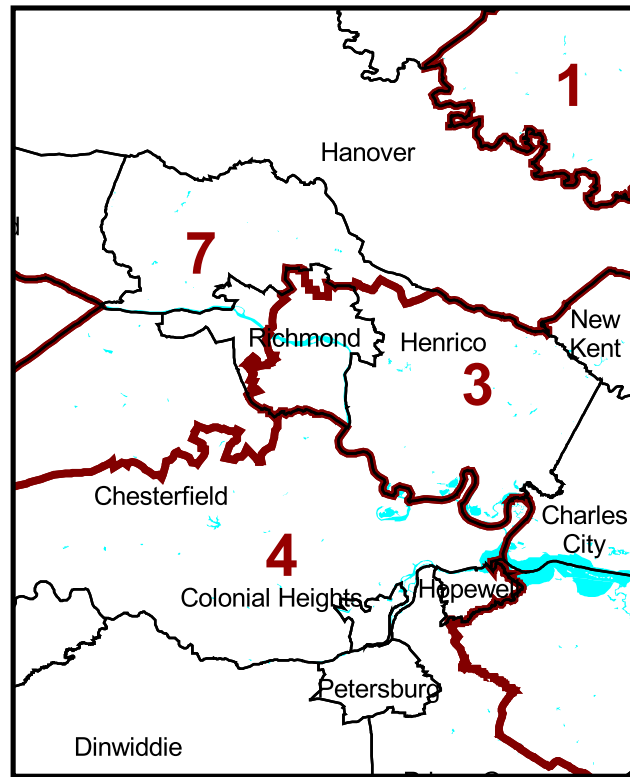 1
Hanover
7
Richmond
Henrico
New
Kent
3
Chesterfield
Charles
City
4
Colonial Heights
Hopewell
Petersburg
Dinwiddie